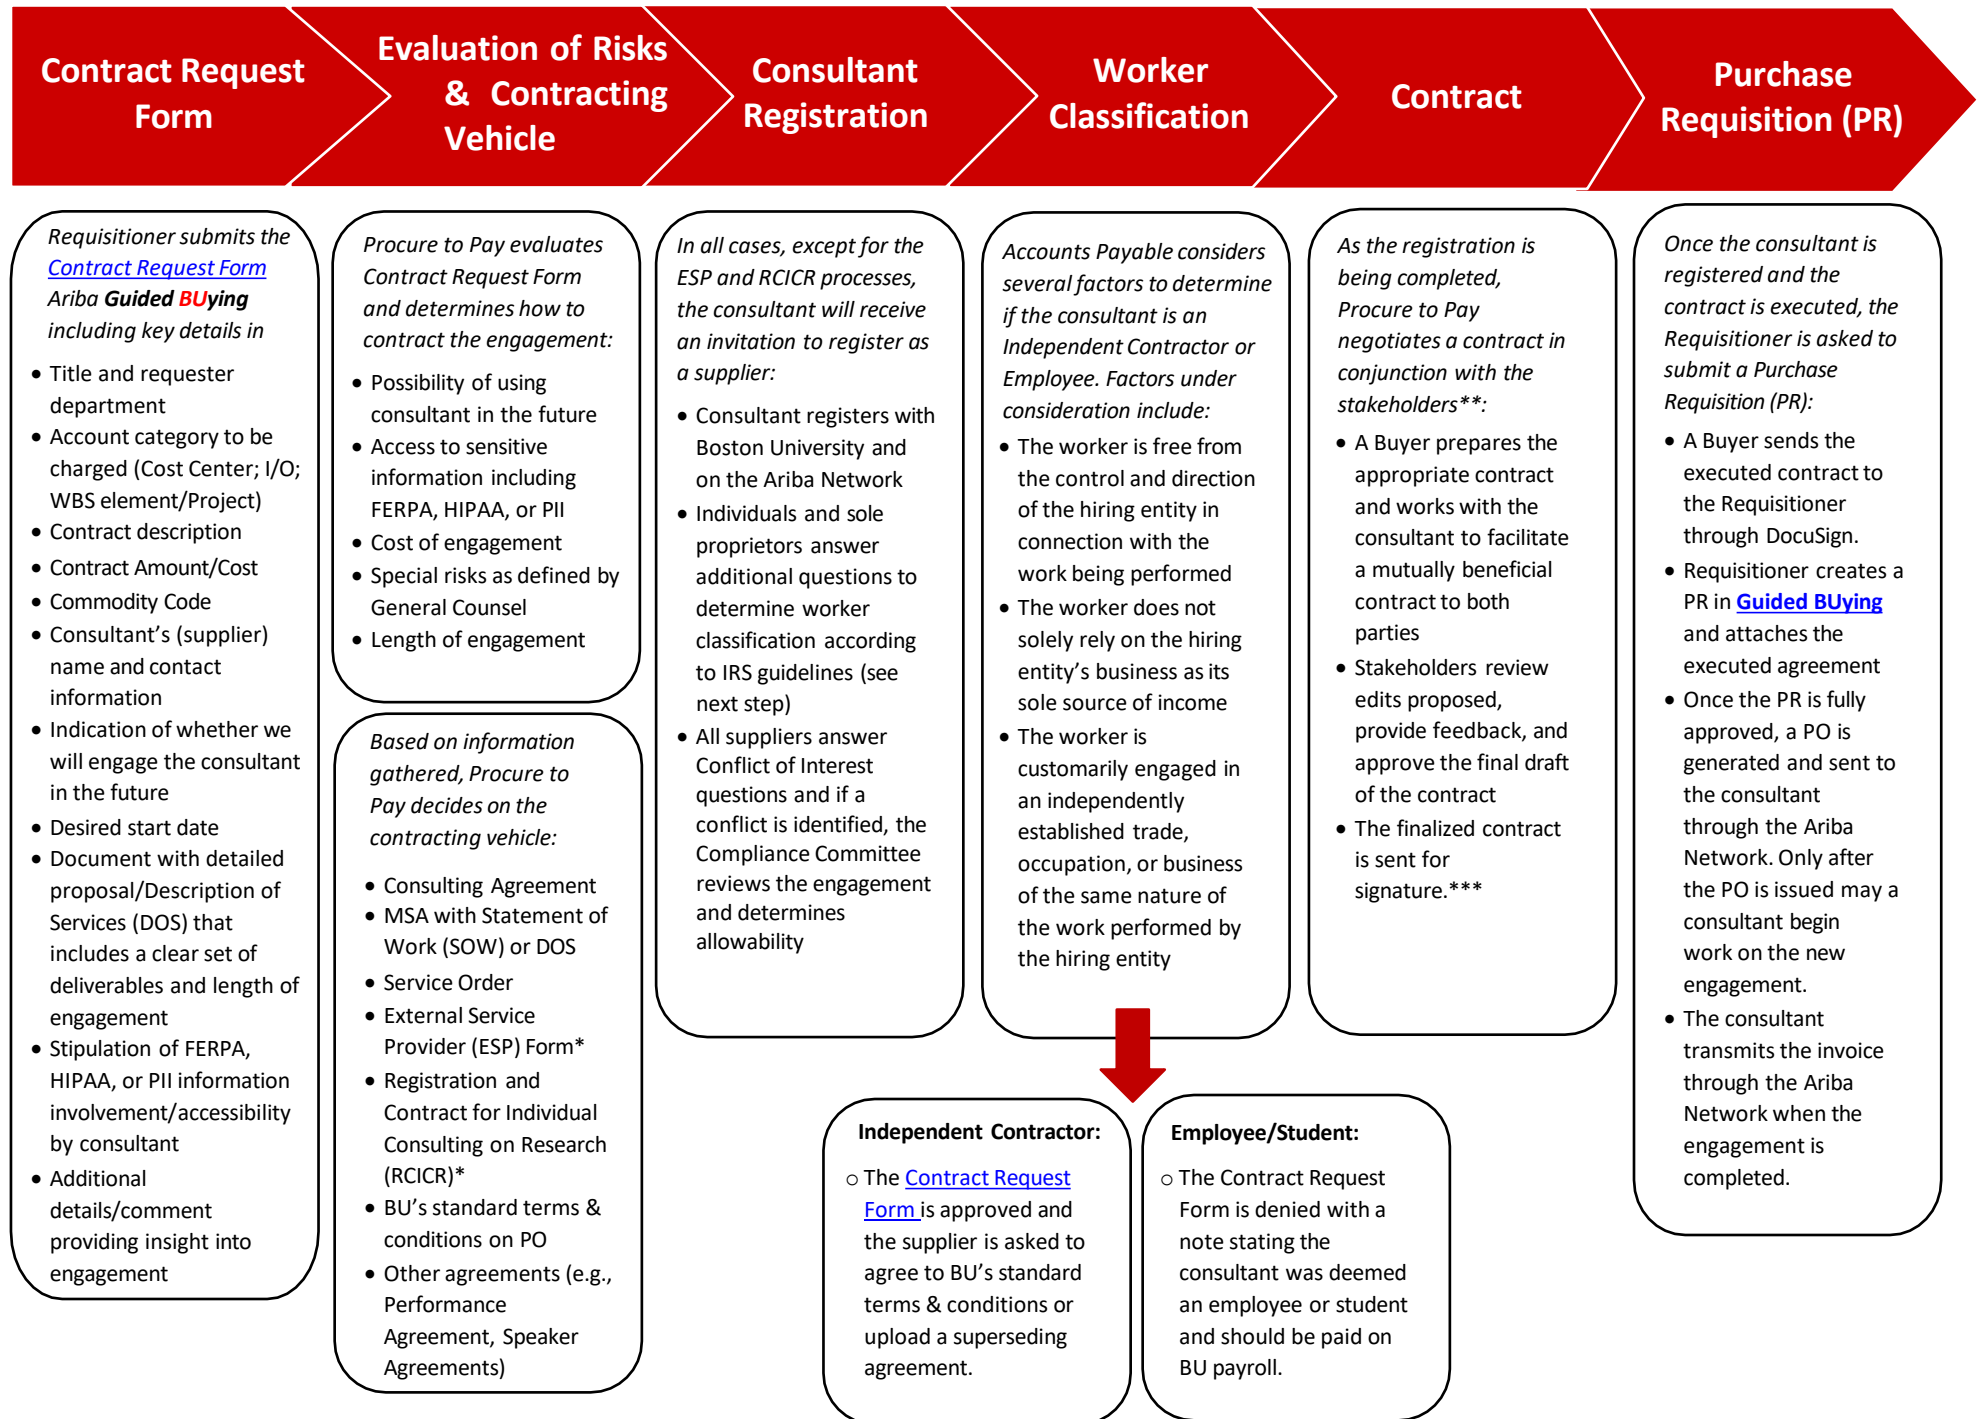 Contract Request
Form
Evaluation of Risks
& Contracting
Vehicle
Consultant
Registration
Worker
Classification
Contract
Purchase
Requisition (PR)
Requisitioner submits the
Contract Request Form
Ariba Guided BUying
including key details in
• Title and requester
department
• Account category to be
charged (Cost Center; I/O;
WBS element/Project)
• Contract description
• Contract Amount/Cost
• Commodity Code
• Consultant’s (supplier)
name and contact
information
• Indication of whether we
will engage the consultant
in the future
• Desired start date
• Document with detailed
proposal/Description of
Services (DOS) that
includes a clear set of
deliverables and length of
engagement
• Stipulation of FERPA,
HIPAA, or PII information
involvement/accessibility
by consultant
• Additional
details/comment
providing insight into
engagement
Procure to Pay evaluates
Contract Request Form
and determines how to
contract the engagement:
• Possibility of using
consultant in the future
• Access to sensitive
information including
FERPA, HIPAA, or PII
• Cost of engagement
• Special risks as defined by
General Counsel
• Length of engagement
Based on information
gathered, Procure to
Pay decides on the
contracting vehicle:
• Consulting Agreement
• MSA with Statement of
Work (SOW) or DOS
• Service Order
• External Service
Provider (ESP) Form*
• Registration and
Contract for Individual
Consulting on Research
(RCICR)*
• BU’s standard terms &
conditions on PO
• Other agreements (e.g.,
Performance
Agreement, Speaker
Agreements)
In all cases, except for the
ESP and RCICR processes,
the consultant will receive
an invitation to register as
a supplier:
• Consultant registers with
Boston University and
on the Ariba Network
• Individuals and sole
proprietors answer
additional questions to
determine worker
classification according
to IRS guidelines (see
next step)
• All suppliers answer
Conflict of Interest
questions and if a
conflict is identified, the
Compliance Committee
reviews the engagement
and determines
allowability
Accounts Payable considers
several factors to determine
if the consultant is an
Independent Contractor or
Employee. Factors under
consideration include:
• The worker is free from
the control and direction
of the hiring entity in
connection with the
work being performed
• The worker does not
solely rely on the hiring
entity’s business as its
sole source of income
• The worker is
customarily engaged in
an independently
established trade,
occupation, or business
of the same nature of
the work performed by
the hiring entity
Independent Contractor:
o The Contract Request
Form is approved and
the supplier is asked to
agree to BU’s standard
terms & conditions or
upload a superseding
agreement.
Employee/Student:
o The Contract Request
Form is denied with a
note stating the
consultant was deemed
an employee or student
and should be paid on
BU payroll.
As the registration is
being completed,
Procure to Pay
negotiates a contract in
conjunction with the
stakeholders**:
• A Buyer prepares the
appropriate contract
and works with the
consultant to facilitate
a mutually beneficial
contract to both
parties
• Stakeholders review
edits proposed,
provide feedback, and
approve the final draft
of the contract
• The finalized contract
is sent for
signature.***
Once the consultant is
registered and the
contract is executed, the
Requisitioner is asked to
submit a Purchase
Requisition (PR):
• A Buyer sends the
executed contract to
the Requisitioner
through DocuSign.
• Requisitioner creates a
PR in Guided BUying
and attaches the
executed agreement
• Once the PR is fully
approved, a PO is
generated and sent to
the consultant
through the Ariba
Network. Only after
the PO is issued may a
consultant begin
work on the new
engagement.
• The consultant
transmits the invoice
through the Ariba
Network when the
engagement is
completed.